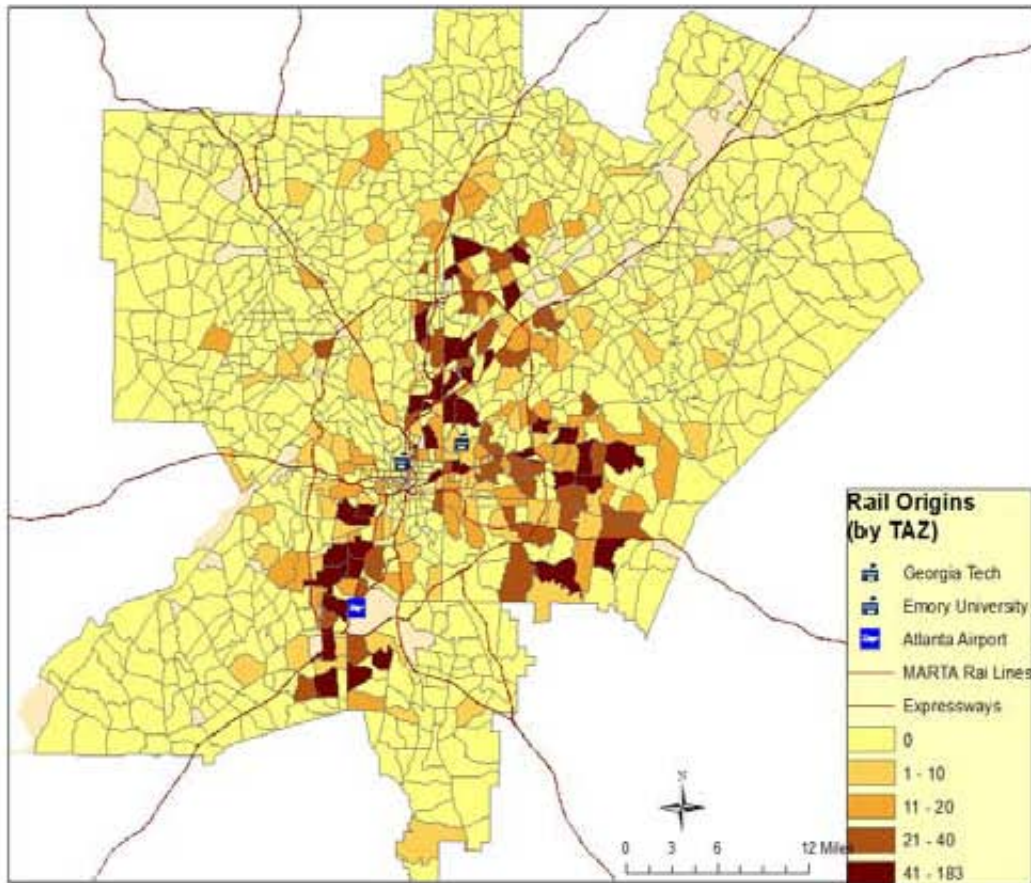 Rail Origins
(by TAZ)
Georgia Tech
Emory University
Atlanta Airport
MARTA Rai Lines
Expressways
0
1 - 10
11 - 20
21 - 40
41 - 183
N
0 3 6 12 Miles